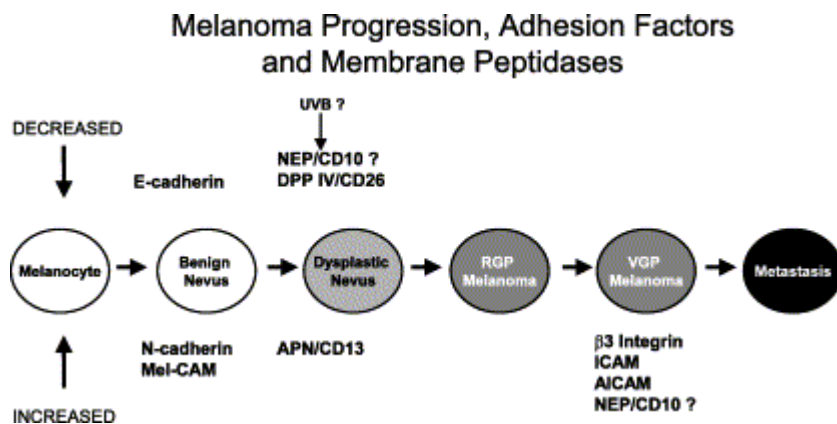 Melanoma Progression, Adhesion Factors
and Membrane Peptidases
UVB ?
DECREASED
NEP/CD10 ?
E-cadherin
DPP IV/CD26
Melanocyte
Benign
Nevus
Dysplastic
Nevus
RGP
Melanoma
VGP
Melanoma
Metastasis
N-cadherin
Mel-CAM
APN/CD13
β3 Integrin
ICAM
AICAM
NEP/CD10 ?
INCREASED